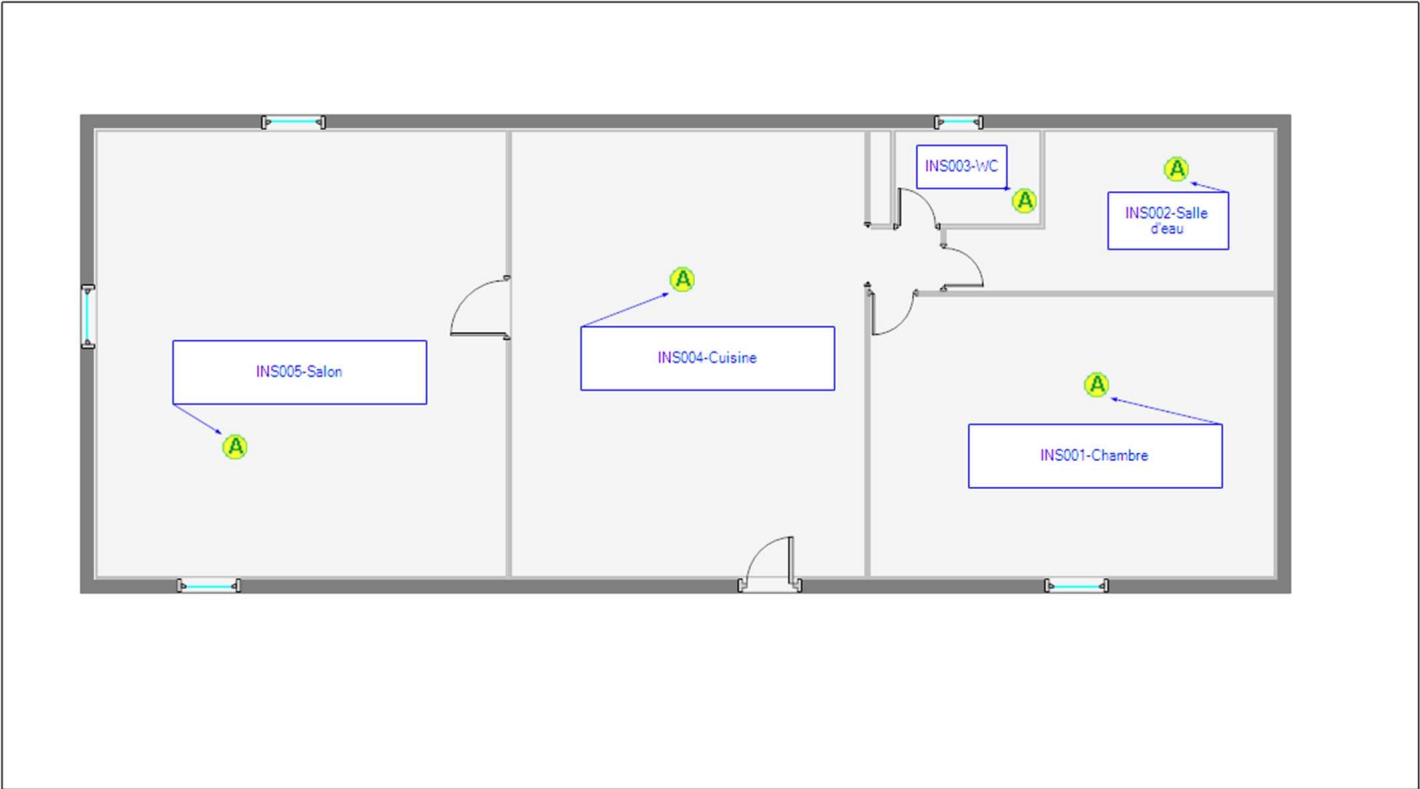 INS003-WC
A
A
INS002-Salle
d'eau
A
INS005-Salon
INS004-Cuisine
A
INS001-Chambre
A